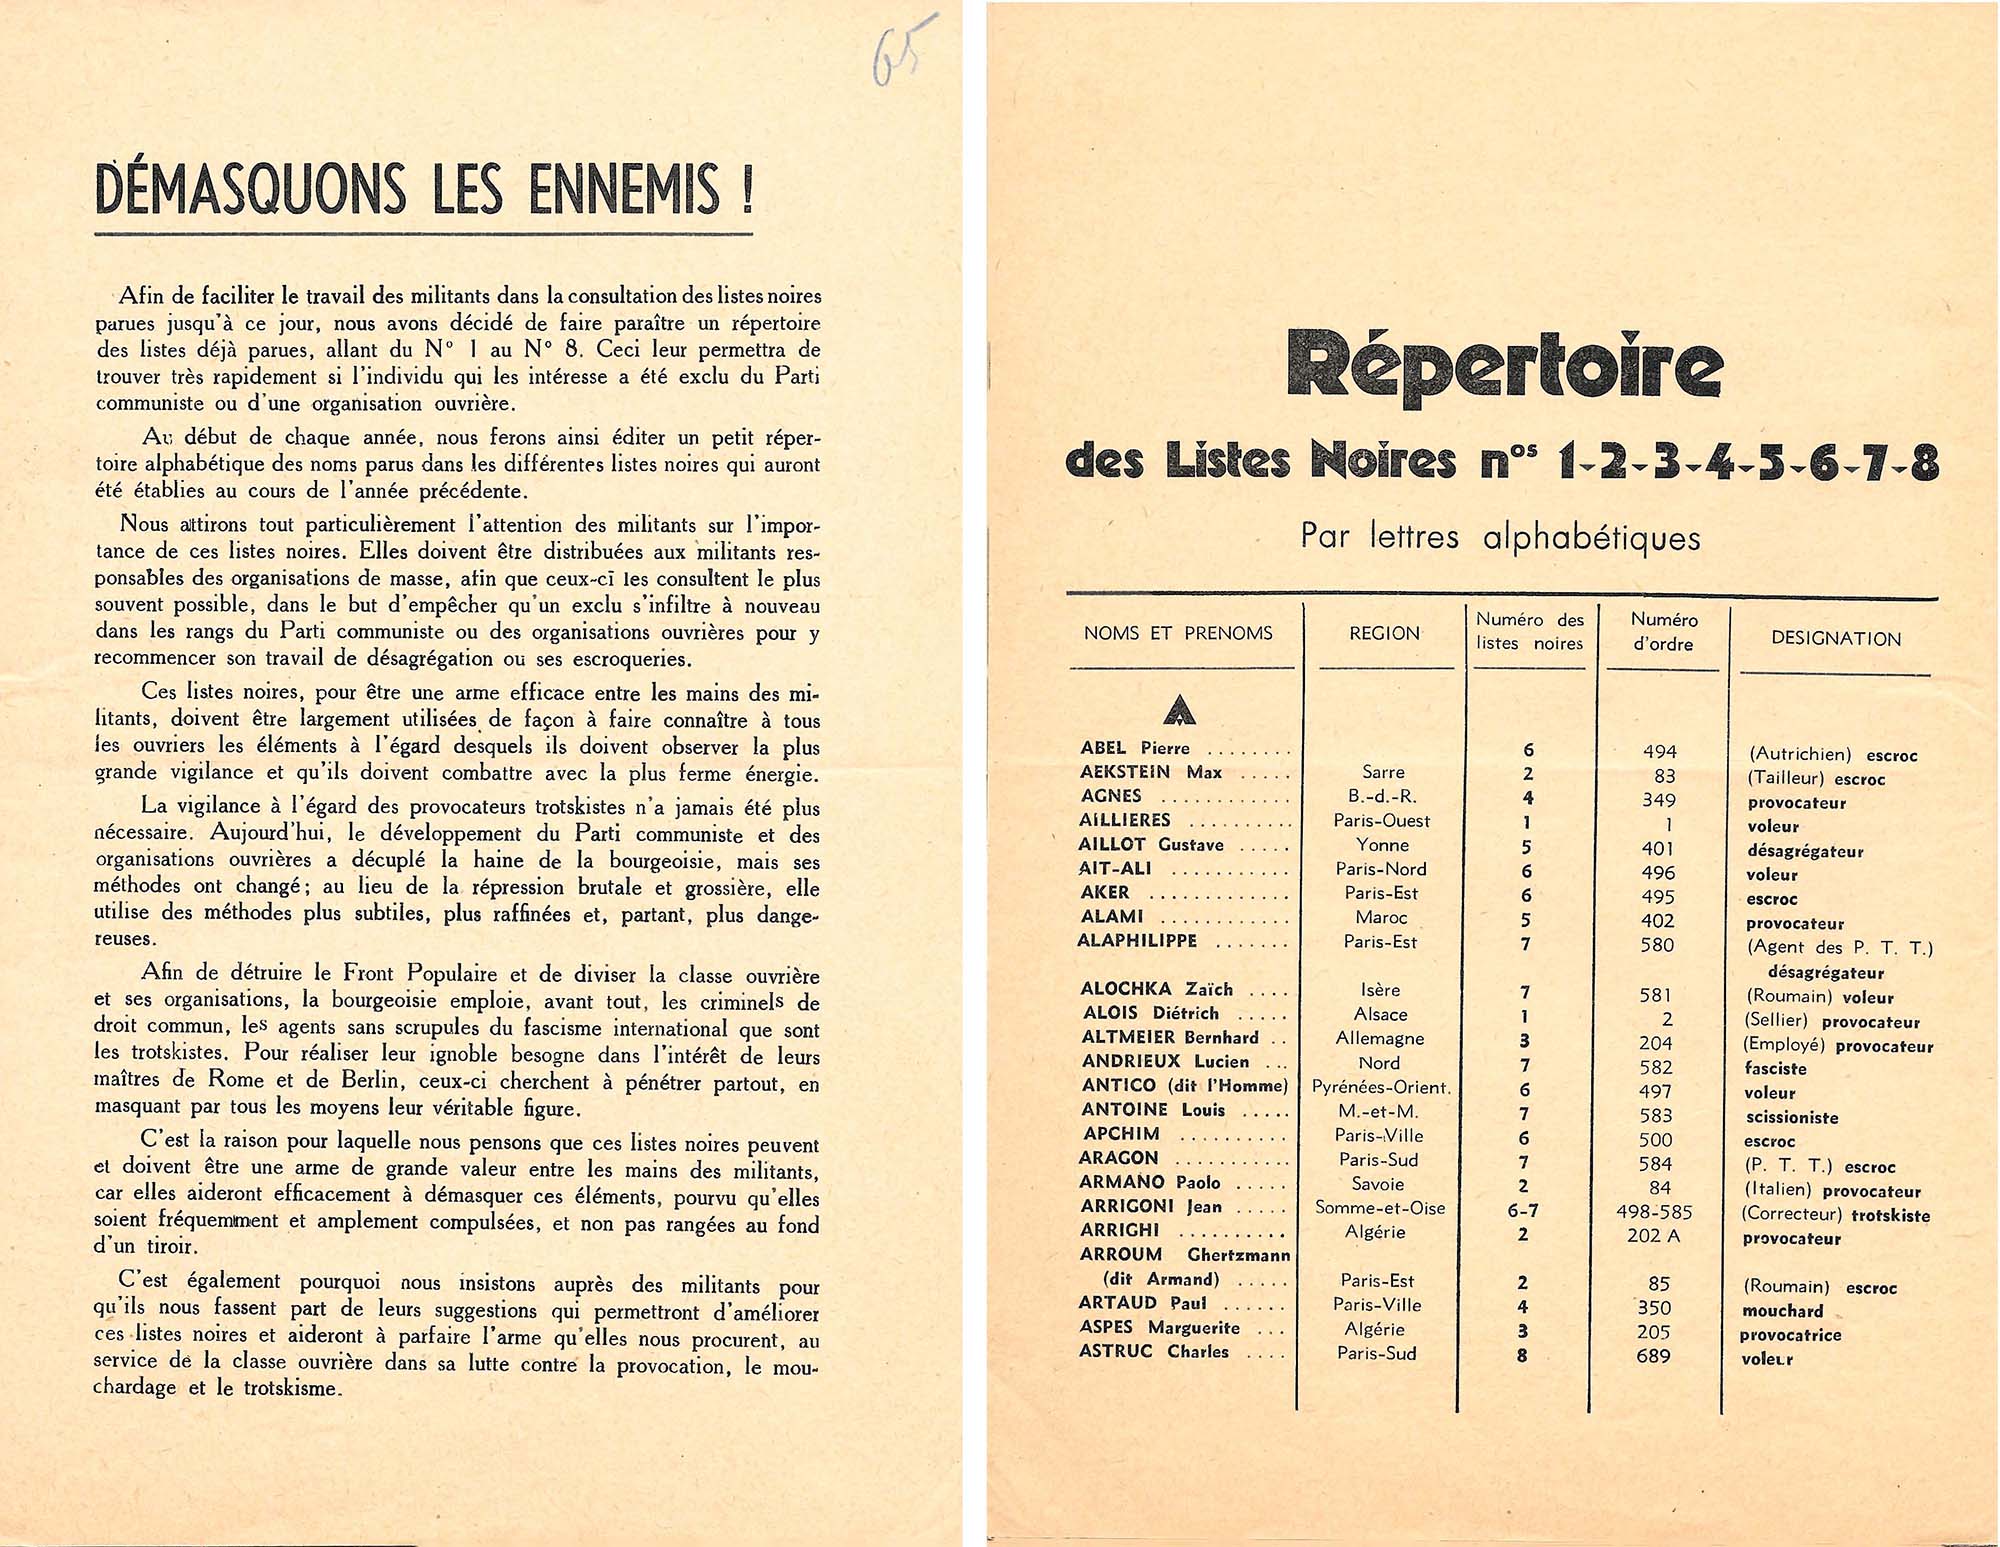 65
DÉMASQUONS LES ENNEMIS !
Afin de faciliter le travail des militants dans la consultation des listes noires
parues jusqu'à ce jour, nous avons décidé de faire paraître un répertoire
des listes déjà parues, allant du N° 1 au N° 8. Ceci leur permettra de
trouver très rapidement si l'individu qui les intéresse a été exclu du Parti
communiste ou d'une organisation ouvrière.
Au début de chaque année, nous ferons ainsi éditer un petit réper-
toire alphabétique des noms parus dans les différentes listes noires qui auront
été établies au cours de l'année précédente.
Nous attirons tout particulièrement l'attention des militants sur l'impor-
tance de ces listes noires. Elles doivent être distribuées aux militants res-
ponsables des organisations de masse, afin que ceux-ci les consultent le plus
souvent possible, dans le but d'empêcher qu'un exclu s'infiltre à nouveau
dans les rangs du Parti communiste ou des organisations ouvrières pour y
recommencer son travail de désagrégation ou ses escroqueries.
Ces listes noires, pour être une arme efficace entre les mains des mi-
litants, doivent être largement utilisées de façon à faire connaître à tous
les ouvriers les éléments à l'égard desquels ils doivent observer la plus
grande vigilance et qu'ils doivent combattre avec la plus ferme énergie.
La vigilance à l'égard des provocateurs trotskistes n'a jamais été plus
nécessaire. Aujourd'hui, le développement du Parti communiste et des
organisations ouvrières a décuplé la haine de la bourgeoisie, mais ses
méthodes ont changé; au lieu de la répression brutale et grossière, elle
utilise des méthodes plus subtiles, plus raffinées et, partant, plus dange-
reuses.
Afin de détruire le Front Populaire et de diviser la classe ouvrière
et ses organisations, la bourgeoisie emploie, avant tout, les criminels de
droit commun, les agents sans scrupules du fascisme international que sont
les trotskistes. Pour réaliser leur ignoble besogne dans l'intérêt de leurs
maîtres de Rome et de Berlin, ceux-ci cherchent à pénétrer partout, en
masquant par tous les moyens leur véritable figure.
C'est la raison pour laquelle nous pensons que ces listes noires peuvent
et doivent être une arme de grande valeur entre les mains des militants,
car elles aideront efficacement à démasquer ces éléments, pourvu qu'elles
soient fréquemment et amplement compulsées, et non pas rangées au fond
d'un tiroir.
C'est également pourquoi nous insistons auprès des militants pour
qu'ils nous fassent part de leurs suggestions qui permettront d'améliorer
ces listes noires et aideront à parfaire l'arme qu'elles nous procurent, au
service de la classe ouvrière dans sa lutte contre la provocation, le mou-
chardage et le trotskisme.
Répertoire
des Listes Noires nos 1-2-3-4-5-6-7-8
Par lettres alphabétiques
NOMS ET PRENOMS REGION Numéro des listes noires Numéro d'ordre DESIGNATION
A
ABEL Pierre ........ 6 494 (Autrichien) escroc
AEKSTEIN Max ..... Sarre 2 83 (Tailleur) escroc
AGNES ............ B.-d.-R. 4 349 provocateur
AILLIERES .......... Paris-Ouest 1 1 voleur
AILLOT Gustave ..... Yonne 5 401 désagrégateur
AIT-ALI ........... Paris-Nord 6 496 voleur
AKER ............. Paris-Est 6 495 escroc
ALAMI ............ Maroc 5 402 provocateur
ALAPHILIPPE ....... Paris-Est 7 580 (Agent des P. T. T.)
désagrégateur
ALOCHKA Zaïch .... Isère 7 581 (Roumain) voleur
ALOIS Diétrich ..... Alsace 1 2 (Sellier) provocateur
ALTMEIER Bernhard .. Allemagne 3 204 (Employé) provocateur
ANDRIEUX Lucien ... Nord 7 582 fasciste
ANTICO (dit l'Homme) Pyrénées-Orient. 6 497 voleur
ANTOINE Louis ..... M.-et-M. 7 583 scissioniste
APCHIM .......... Paris-Ville 6 500 escroc
ARAGON ........... Paris-Sud 7 584 (P. T. T.) escroc
ARMANO Paolo ..... Savoie 2 84 (Italien) provocateur
ARRIGONI Jean ..... Somme-et-Oise 6-7 498-585 (Correcteur) trotskiste
ARRIGHI .......... Algérie 2 202 A provocateur
ARROUM Ghertzmann
(dit Armand) ..... Paris-Est 2 85 (Roumain) escroc
ARTAUD Paul ...... Paris-Ville 4 350 mouchard
ASPES Marguerite ... Algérie 3 205 provocatrice
ASTRUC Charles .... Paris-Sud 8 689 voleur